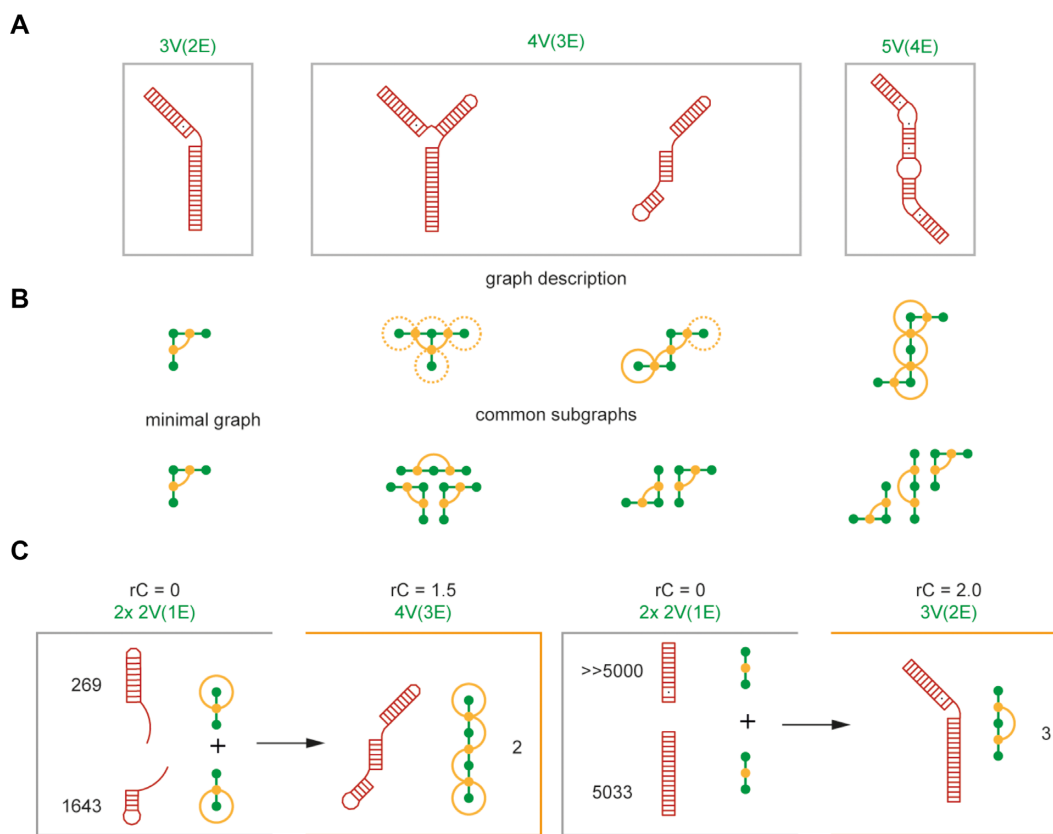 A
3V(2E)
4V(3E)
5V(4E)
graph description
B
minimal graph
common subgraphs
C
rC = 0
2x 2V(1E)
rC = 1.5
4V(3E)
rC = 0
2x 2V(1E)
rC = 2.0
3V(2E)
269
+
1643
2
>>5000
+
5033
3